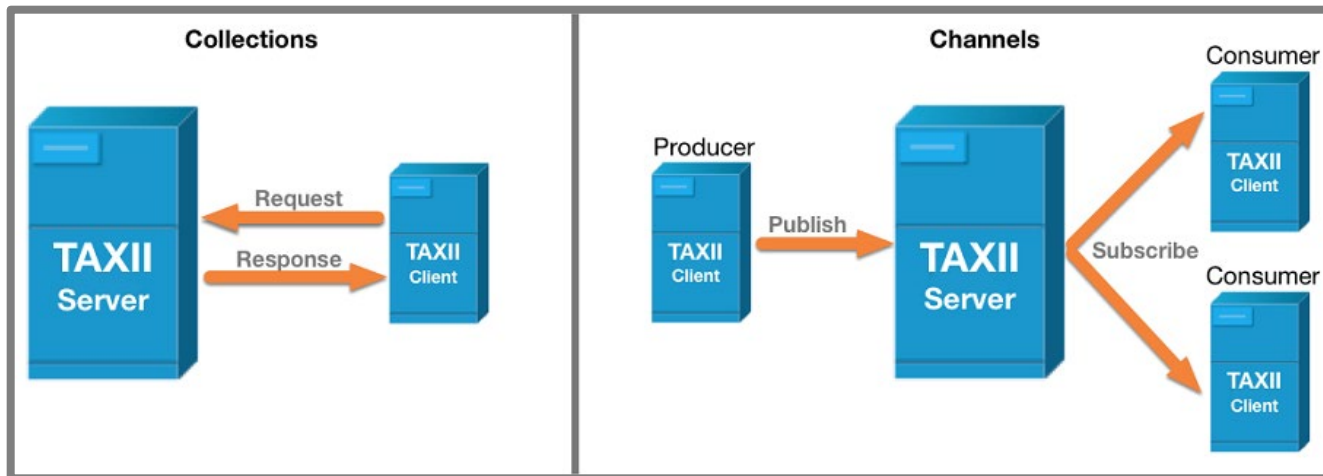 Collections
TAXII
Server
Request
Response
TAXII
Client
Channels
Producer
TAXII
Client
Publish
TAXII
Server
Subscribe
Consumer
TAXII
Client
Consumer
TAXII
Client